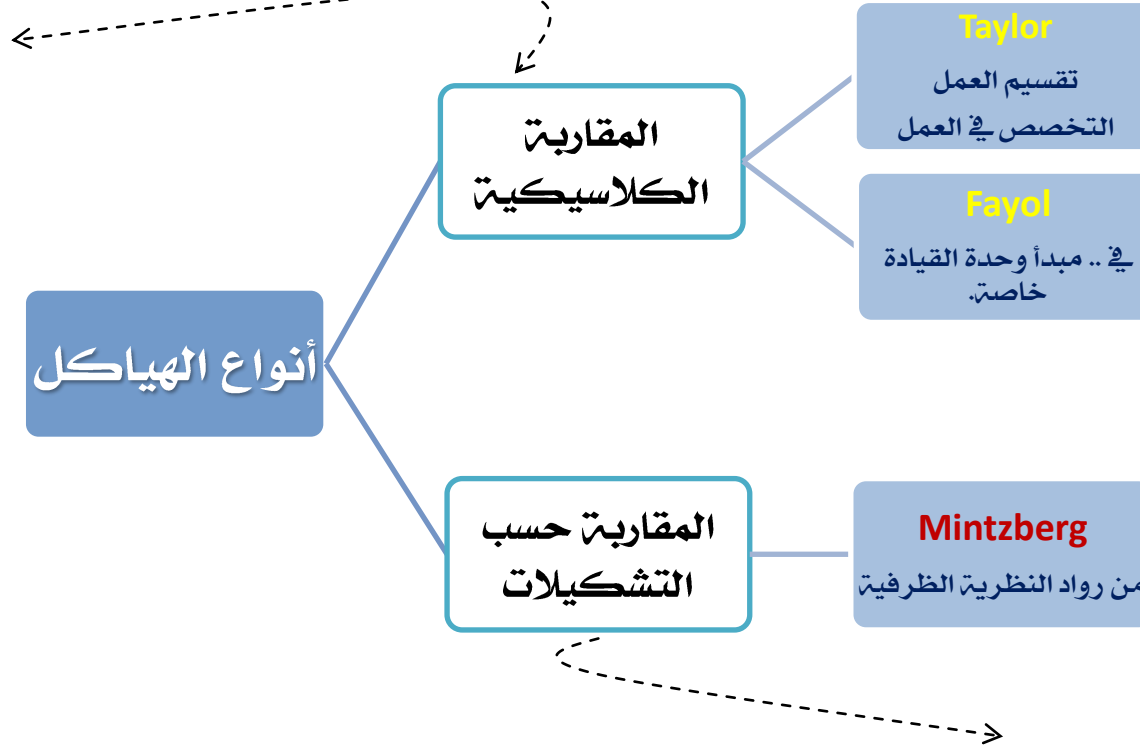 أنواع الهياكل
المقاربة
الكلاسيكية
Taylor
تقسيم العمل
التخصص في العمل
Fayol
في .. مبدأ وحدة القيادة
خاصة.
المقاربة حسب
التشكيلات
Mintzberg
من رواد النظرية الظرفية